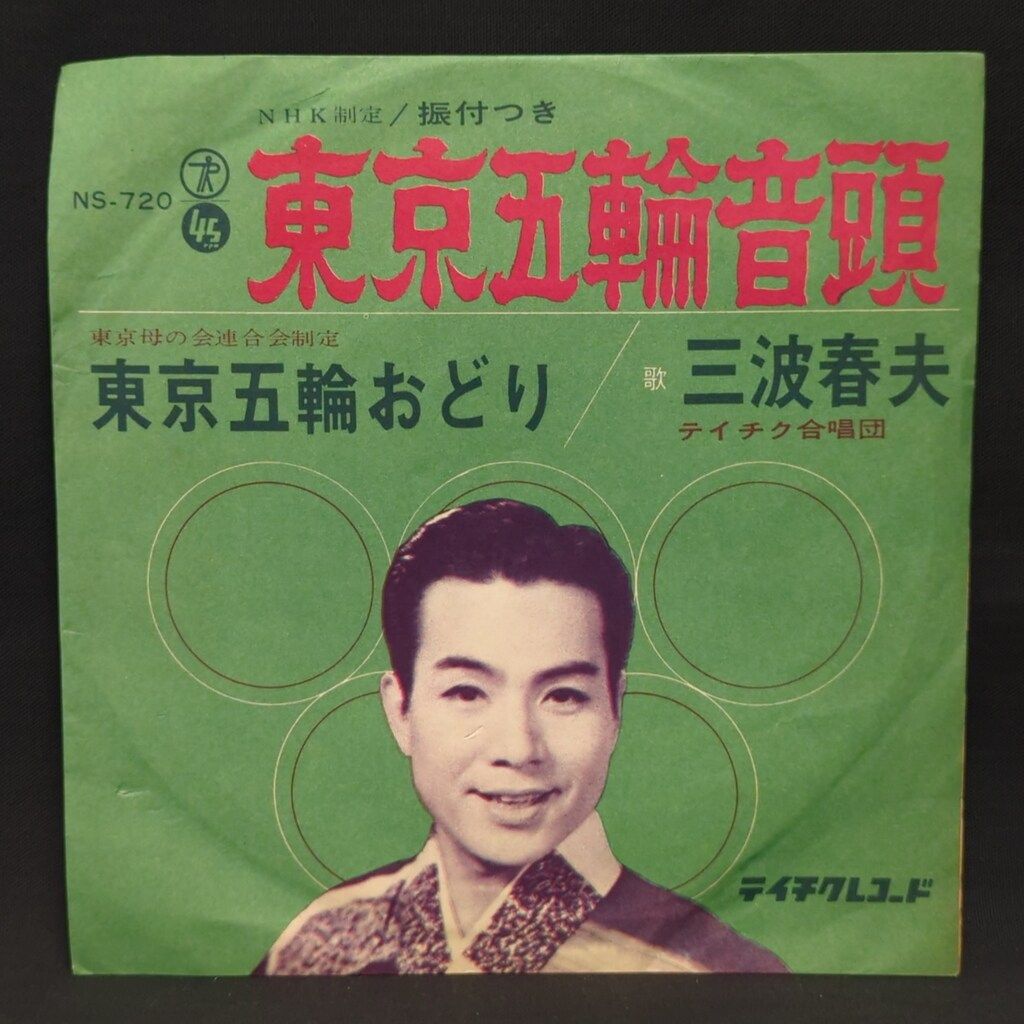 NHK制定/振付つき
NS-720
45
RPM
東京五輪音頭
東京母の会連合会制定
東京五輪おどり
歌 三波春夫
テイチク合唱団
テイチクレコード